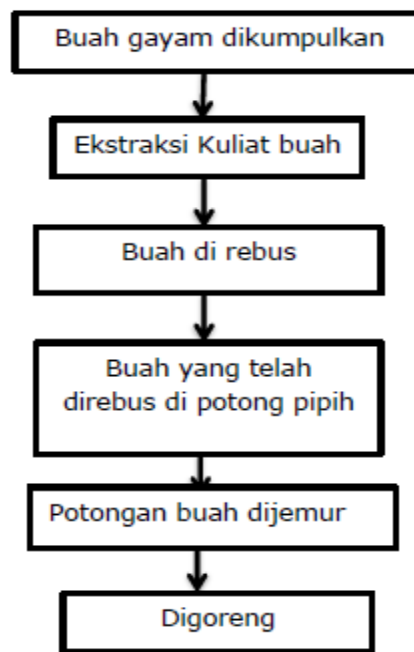 Buah gayam dikumpulkan
Ekstraksi Kuliat buah
Buah di rebus
Buah yang telah
direbus di potong pipih
Potongan buah dijemur
Digoreng